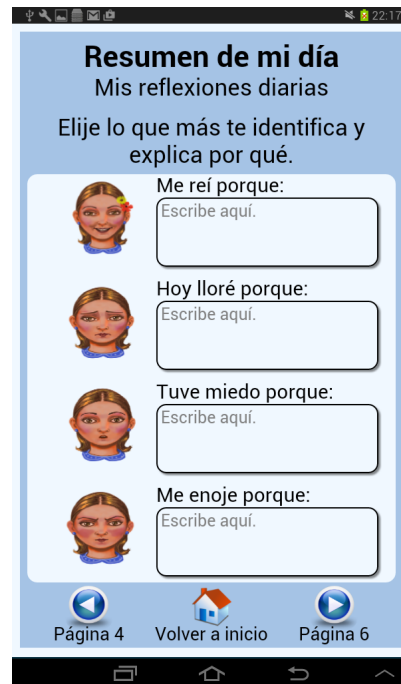 22:17
Resumen de mi día
Mis reflexiones diarias
Elije lo que más te identifica y
explica por qué.
Me reí porque:
Escribe aquí.
Hoy lloré porque:
Escribe aquí.
Tuve miedo porque:
Escribe aquí.
Me enoje porque:
Escribe aquí.
Página 4
Volver a inicio
Página 6